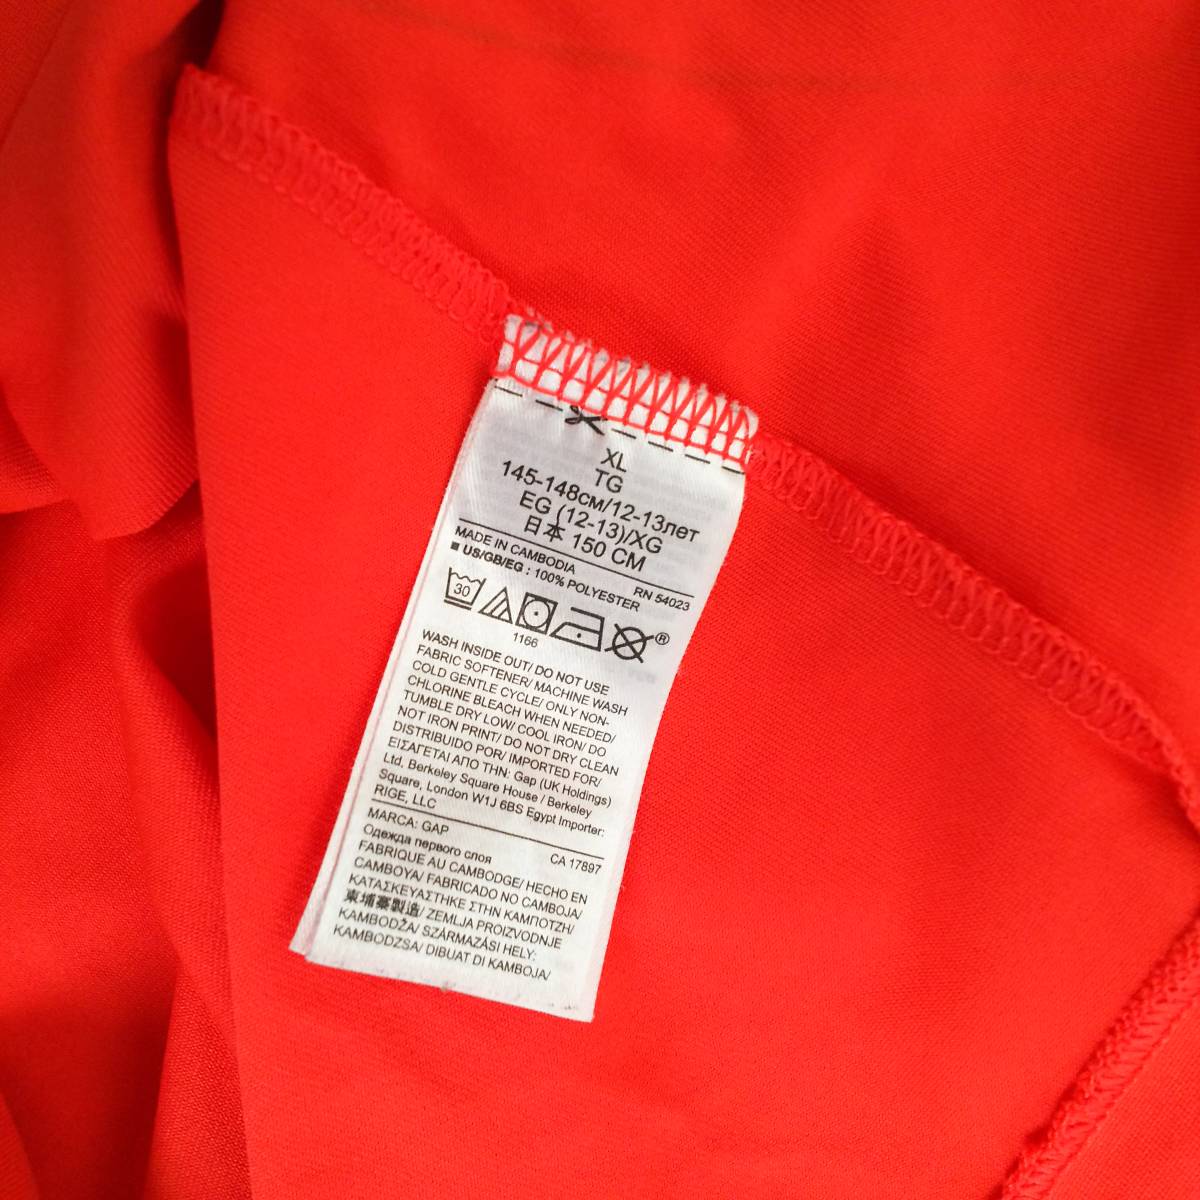 XL
TG
145-148см/12-13лет
EG (12-13)/XG
日本 150 CM
MADE IN CAMBODIA
RN 54023
■ US/GB/EG : 100% POLYESTER
30
®
1166
WASH INSIDE OUT/ DO NOT USE
FABRIC SOFTENER/ MACHINE WASH
COLD GENTLE CYCLE/ ONLY NON-
CHLORINE BLEACH WHEN NEEDED/
TUMBLE DRY LOW/ COOL IRON/ DO
NOT IRON PRINT/ DO NOT DRY CLEAN
DISTRIBUIDO POR/ IMPORTED FOR/
ΕΙΣΑΓΕΤΑΙ ΑΠΟ ΤΗΝ: Gap (UK Holdings)
Ltd, Berkeley Square House / Berkeley
Square, London W1J 6BS Egypt Importer:
RIGE, LLC
MARCA: GAP
CA 17897
Одежда первого слоя
FABRIQUE AU CAMBODGE/ HECHO EN
CAMBOYA/ FABRICADO NO CAMBOJA/
ΚΑΤΑΣΚΕΥΑΣΤΗΚΕ ΣΤΗΝ ΚΑΜΠΟΤΖΗ/
柬埔寨製造/ ZEMLJA PROIZVODNJE
KAMBODŽA/ SZÁRMAZÁSI HELY:
KAMBODZSA/ DIBUAT DI KAMBOJA/